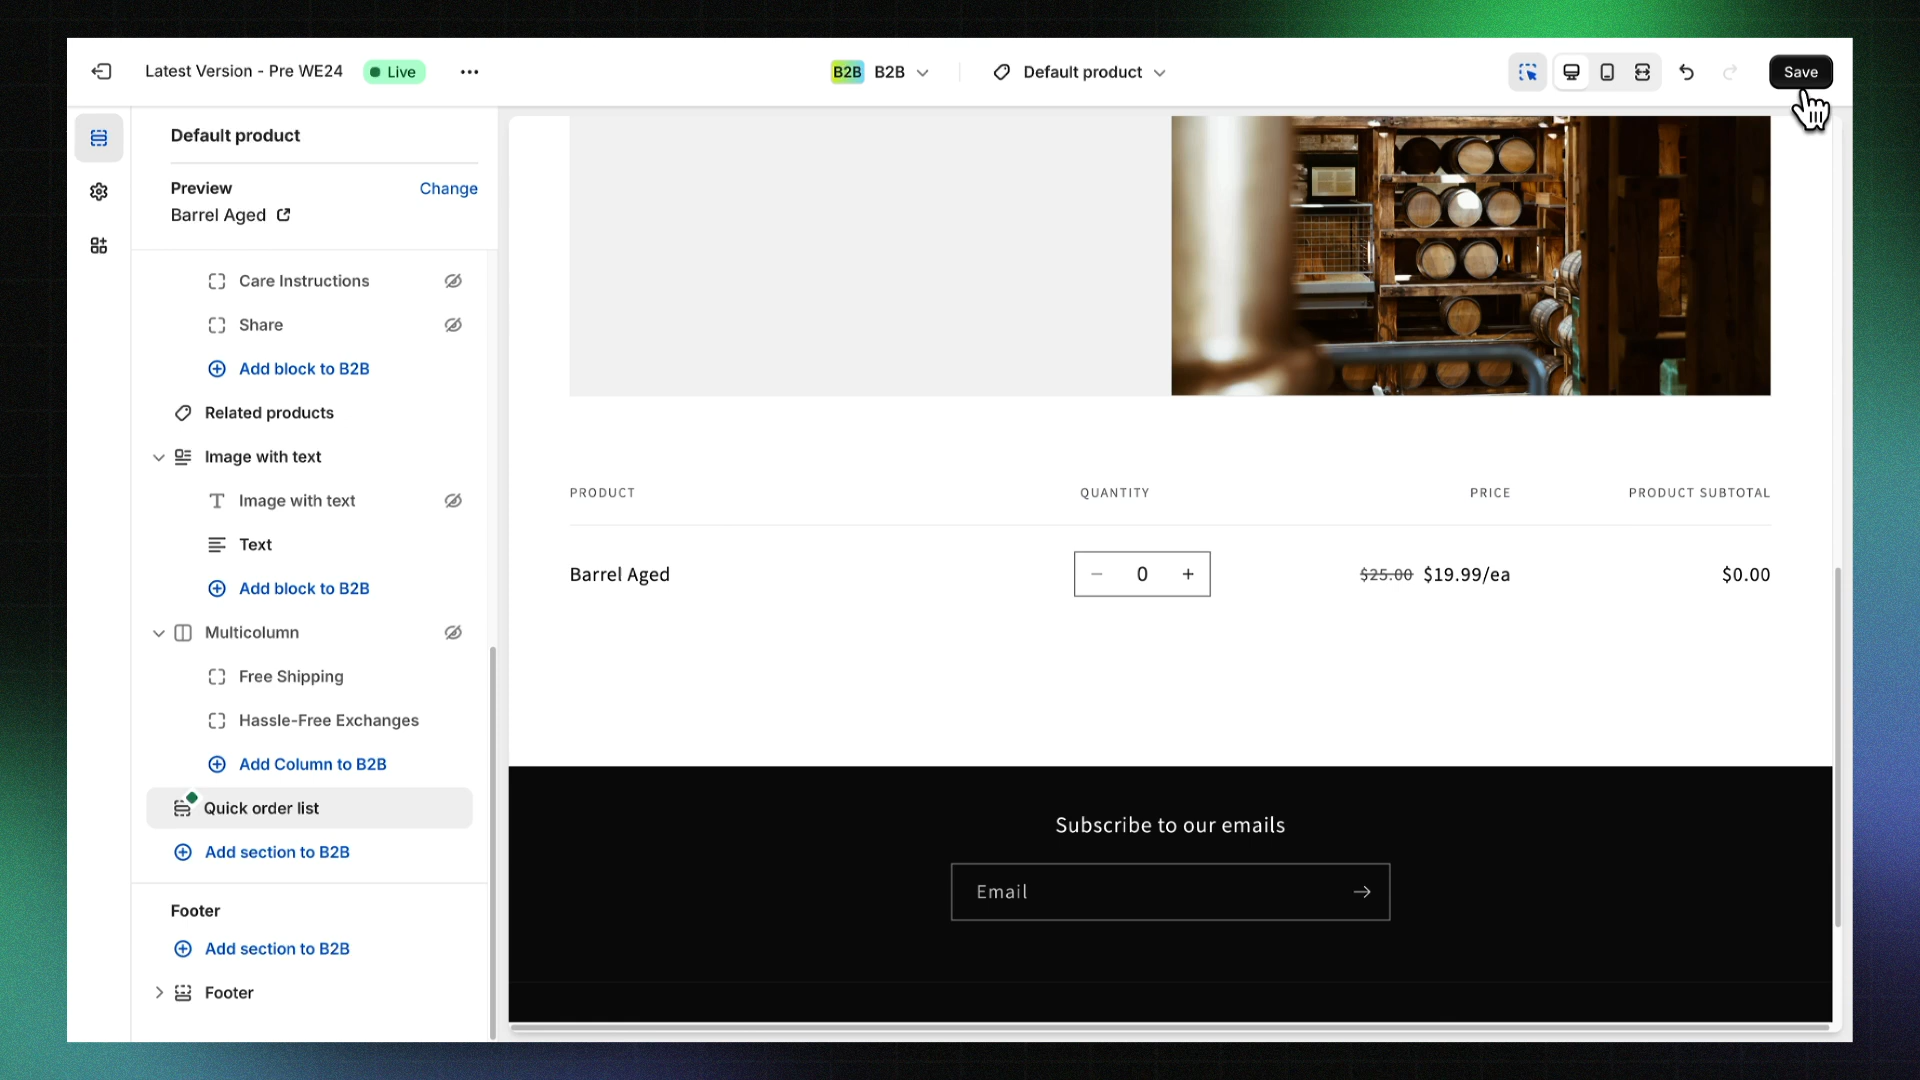 Latest Version - Pre WE24
Live
B2B B2B
Default product
Save
Default product
Preview
Change
Barrel Aged
Care Instructions
Share
Add block to B2B
Related products
Image with text
Image with text
Text
Add block to B2B
Multicolumn
Free Shipping
Hassle-Free Exchanges
Add Column to B2B
Quick order list
Add section to B2B
Footer
Add section to B2B
Footer
PRODUCT QUANTITY PRICE PRODUCT SUBTOTAL
Barrel Aged − 0 + $25.00 $19.99/ea $0.00
Subscribe to our emails
Email